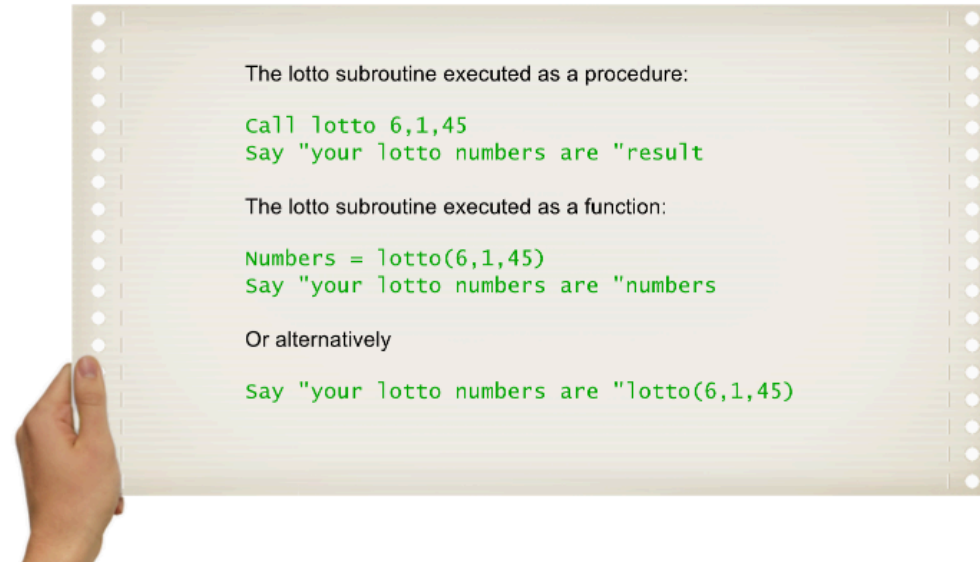 The lotto subroutine executed as a procedure:
Call lotto 6,1,45
Say "your lotto numbers are "result
The lotto subroutine executed as a function:
Numbers = lotto(6,1,45)
Say "your lotto numbers are "numbers
Or alternatively
Say "your lotto numbers are "lotto(6,1,45)